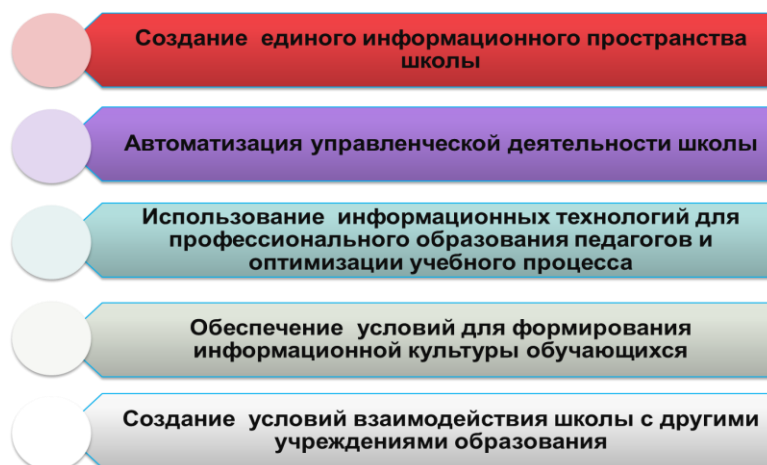 Создание единого информационного пространства
школы
Автоматизация управленческой деятельности школы
Использование информационных технологий для
профессионального образования педагогов и
оптимизации учебного процесса
Обеспечение условий для формирования
информационной культуры обучающихся
Создание условий взаимодействия школы с другими
учреждениями образования